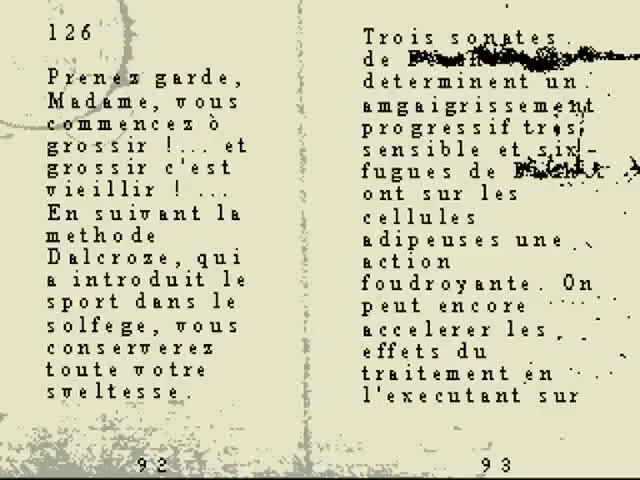 126
Prenez garde,
Madame, vous
commencez ò
grossir !... et
grossir c'est
vieillir ! ...
En suivant la
methode
Dalcroze, qui
a introduit le
sport dans le
solfege, vous
conserverez
toute votre
sveltesse.
92
Trois sonates
de
determinent un
amgaigrissement
progressif tres
sensible et six
fugues de
ont sur les
cellules
adipeuses une
action
foudroyante. On
peut encore
accelerer les
effets du
traitement en
l'executant sur
93